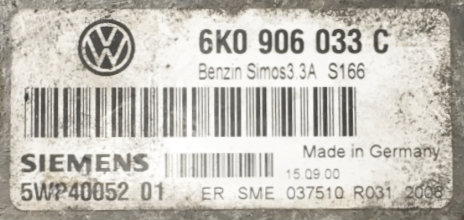 6K0 906 033 C
Benzin Simos3.3A S166
Made in Germany
SIEMENS
15.09.00
5WP40052 01
ER SME 037510 R031 2006